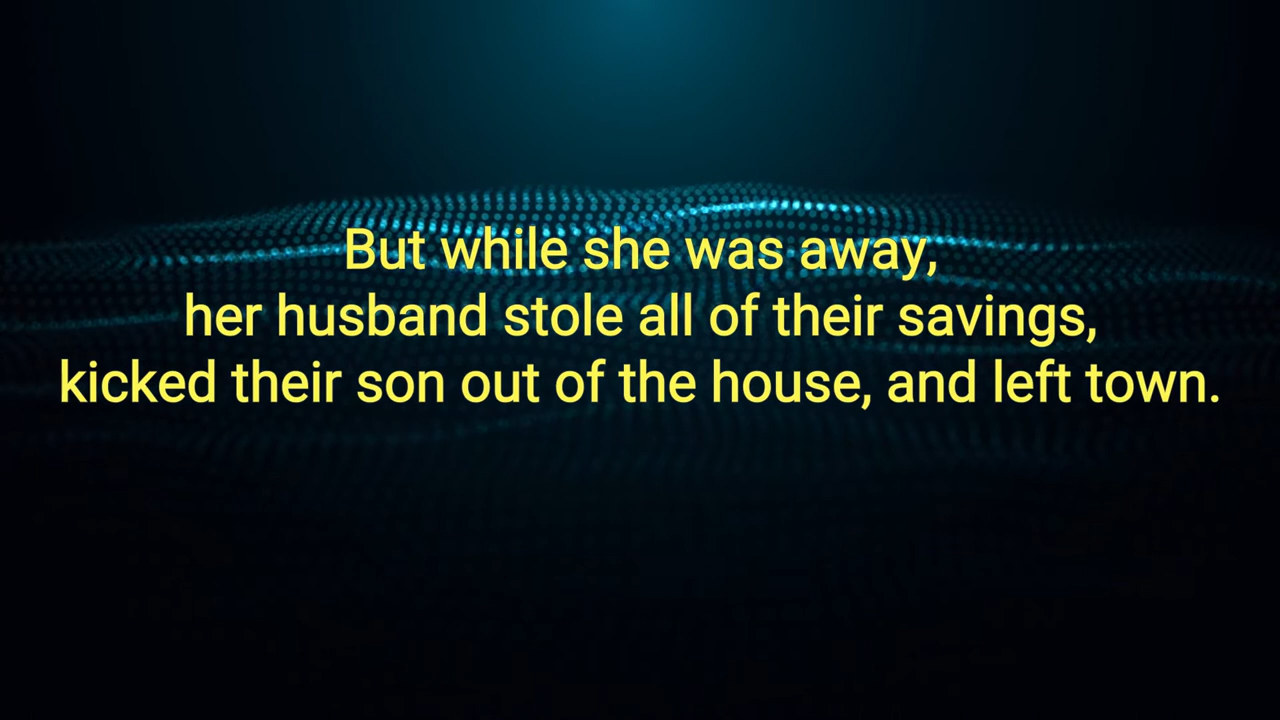 But while she was away,
her husband stole all of their savings,
kicked their son out of the house, and left town.